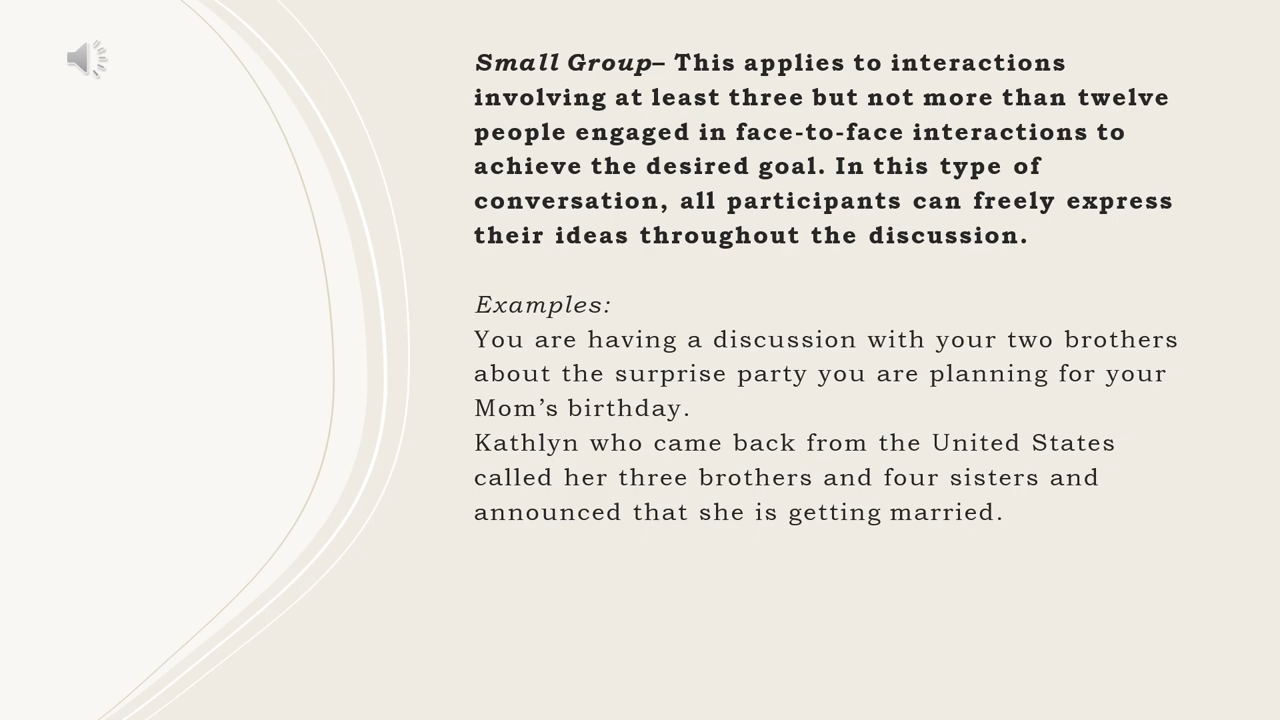 Small Group– This applies to interactions
involving at least three but not more than twelve
people engaged in face-to-face interactions to
achieve the desired goal. In this type of
conversation, all participants can freely express
their ideas throughout the discussion.
Examples:
You are having a discussion with your two brothers
about the surprise party you are planning for your
Mom’s birthday.
Kathlyn who came back from the United States
called her three brothers and four sisters and
announced that she is getting married.